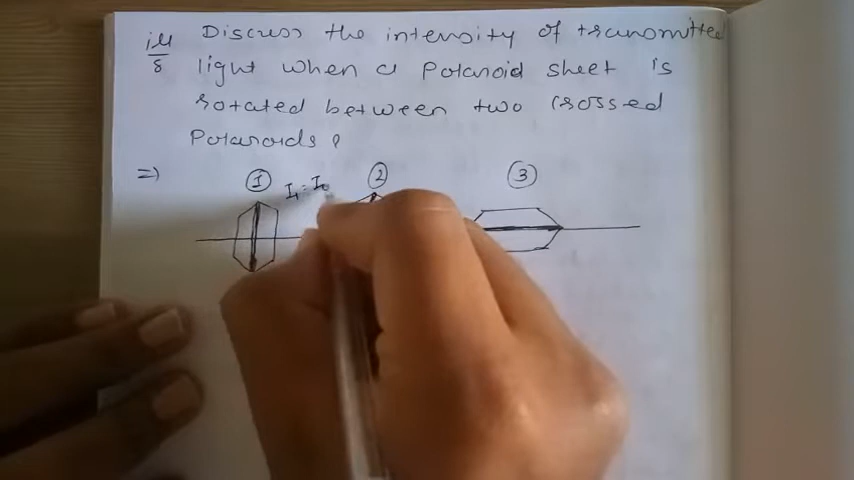 ill 8 Discuss the intensity of transmitted
light when a Polaroid sheet is
rotated between two crossed
Polaroids?
=> 1 2 3
I₁ = I₀